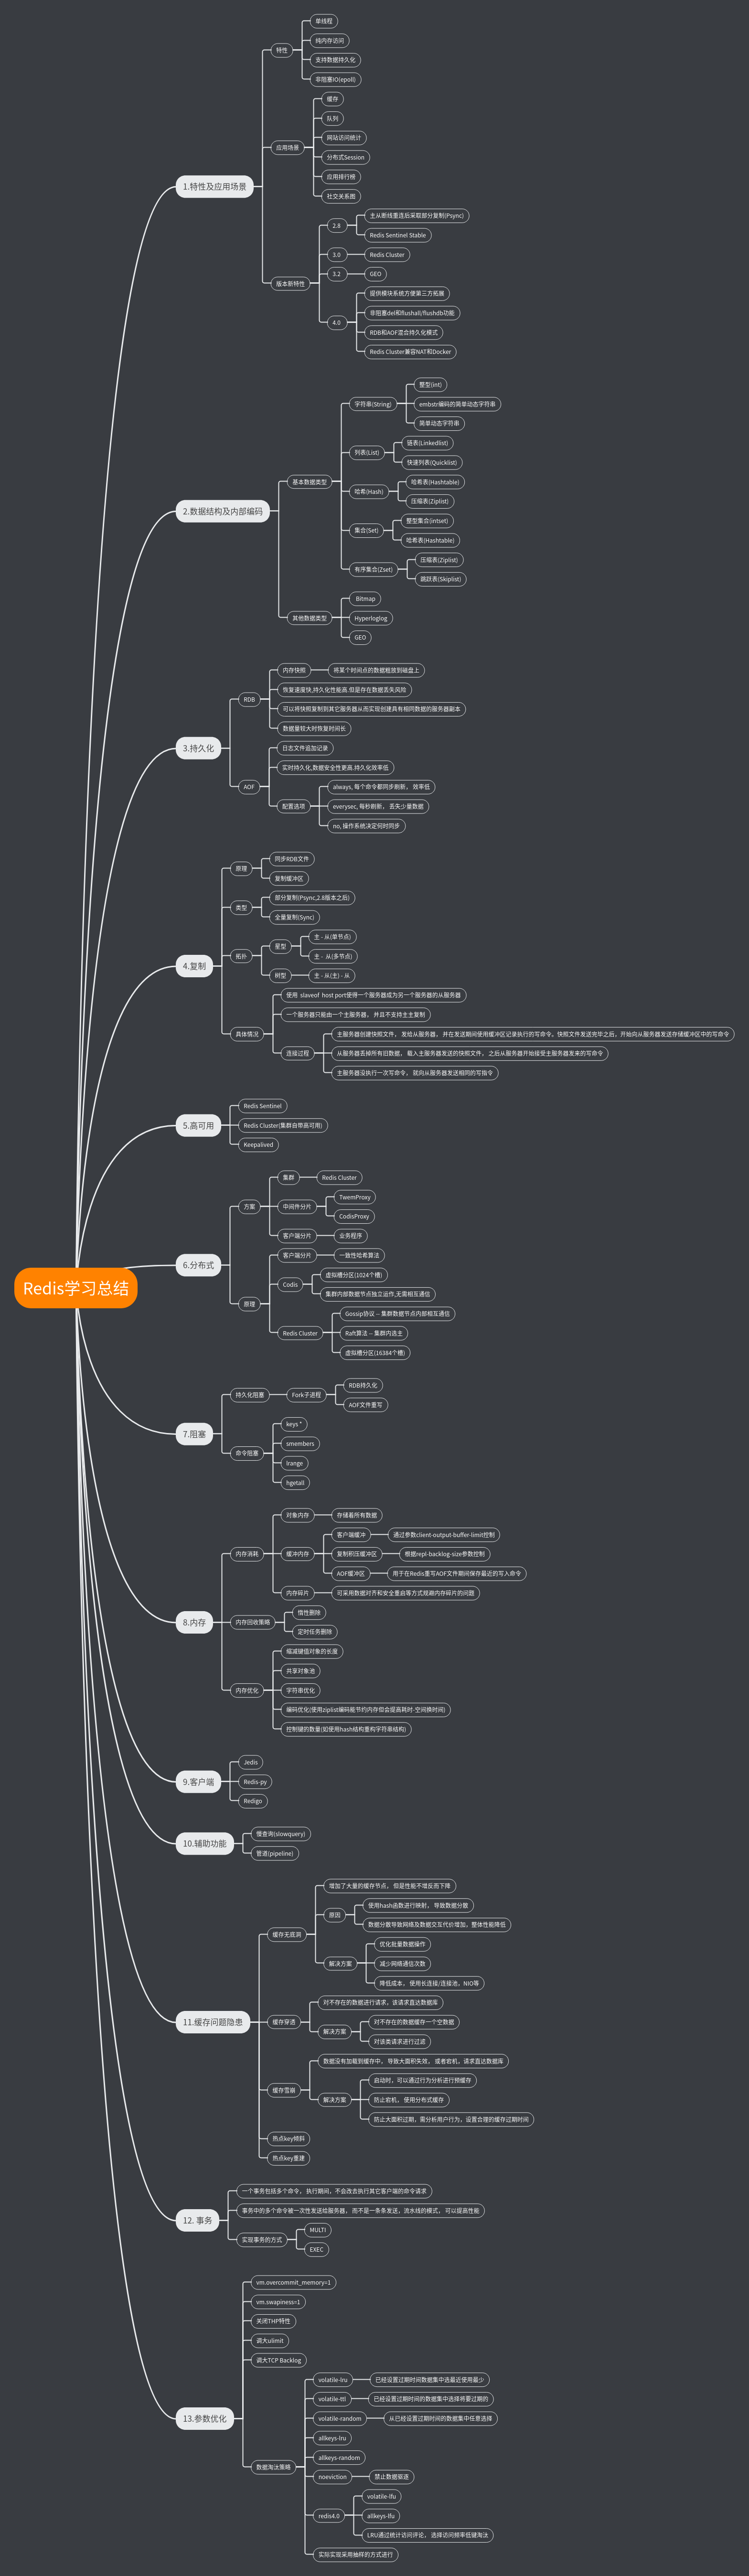 Redis学习总结
1.特性及应用场景
特性
单线程
纯内存访问
支持数据持久化
非阻塞IO(epoll)
应用场景
缓存
队列
网站访问统计
分布式Session
应用排行榜
社交关系图
版本新特性
2.8
主从断线重连后采取部分复制(Psync)
Redis Sentinel Stable
3.0
Redis Cluster
3.2
GEO
4.0
提供模块系统方便第三方拓展
非阻塞del和flushall/flushdb功能
RDB和AOF混合持久化模式
Redis Cluster兼容NAT和Docker
2.数据结构及内部编码
基本数据类型
字符串(String)
整型(int)
embstr编码的简单动态字符串
简单动态字符串
列表(List)
链表(Linkedlist)
快速列表(Quicklist)
哈希(Hash)
哈希表(Hashtable)
压缩表(Ziplist)
集合(Set)
整型集合(intset)
哈希表(Hashtable)
有序集合(Zset)
压缩表(Ziplist)
跳跃表(Skiplist)
其他数据类型
Bitmap
Hyperloglog
GEO
3.持久化
RDB
内存快照
将某个时间点的数据粗放到磁盘上
恢复速度快,持久化性能高.但是存在数据丢失风险
可以将快照复制到其它服务器从而实现创建具有相同数据的服务器副本
数据量较大时恢复时间长
AOF
日志文件追加记录
实时持久化,数据安全性更高.持久化效率低
配置选项
always, 每个命令都同步刷新， 效率低
everysec, 每秒刷新， 丢失少量数据
no, 操作系统决定何时同步
4.复制
原理
同步RDB文件
复制缓冲区
类型
部分复制(Psync,2.8版本之后)
全量复制(Sync)
拓扑
星型
主 - 从(单节点)
主 - 从(多节点)
树型
主 - 从(主) - 从
具体情况
使用 slaveof host port使得一个服务器成为另一个服务器的从服务器
一个服务器只能由一个主服务器， 并且不支持主主复制
连接过程
主服务器创建快照文件， 发给从服务器， 并在发送期间使用缓冲区记录执行的写命令。快照文件发送完毕之后，开始向从服务器发送存储缓冲区中的写命令
从服务器丢掉所有旧数据， 载入主服务器发送的快照文件， 之后从服务器开始接受主服务器发来的写命令
主服务器没执行一次写命令， 就向从服务器发送相同的写指令
5.高可用
Redis Sentinel
Redis Cluster(集群自带高可用)
Keepalived
6.分布式
方案
集群
Redis Cluster
中间件分片
TwemProxy
CodisProxy
客户端分片
业务程序
原理
客户端分片
一致性哈希算法
Codis
虚拟槽分区(1024个槽)
集群内部数据节点独立运作,无需相互通信
Redis Cluster
Gossip协议 -- 集群数据节点内部相互通信
Raft算法 -- 集群内选主
虚拟槽分区(16384个槽)
7.阻塞
持久化阻塞
Fork子进程
RDB持久化
AOF文件重写
命令阻塞
keys *
smembers
lrange
hgetall
8.内存
内存消耗
对象内存
存储着所有数据
缓冲内存
客户端缓冲
通过参数client-output-buffer-limit控制
复制积压缓冲区
根据repl-backlog-size参数控制
AOF缓冲区
用于在Redis重写AOF文件期间保存最近的写入命令
内存碎片
可采用数据对齐和安全重启等方式规避内存碎片的问题
内存回收策略
惰性删除
定时任务删除
内存优化
缩减键值对象的长度
共享对象池
字符串优化
编码优化(使用ziplist编码能节约内存但会提高耗时-空间换时间)
控制键的数量(如使用hash结构重构字符串结构)
9.客户端
Jedis
Redis-py
Redigo
10.辅助功能
慢查询(slowquery)
管道(pipeline)
11.缓存问题隐患
缓存无底洞
增加了大量的缓存节点， 但是性能不增反而下降
原因
使用hash函数进行映射， 导致数据分散
数据分散导致网络及数据交互代价增加，整体性能降低
解决方案
优化批量数据操作
减少网络通信次数
降低成本， 使用长连接/连接池，NIO等
缓存穿透
对不存在的数据进行请求，该请求直达数据库
解决方案
对不存在的数据缓存一个空数据
对该类请求进行过滤
缓存雪崩
数据没有加载到缓存中， 导致大面积失效， 或者宕机，请求直达数据库
解决方案
启动时，可以通过行为分析进行预缓存
防止宕机， 使用分布式缓存
防止大面积过期，需分析用户行为，设置合理的缓存过期时间
热点key倾斜
热点key重建
12. 事务
一个事务包括多个命令， 执行期间，不会改去执行其它客户端的命令请求
事务中的多个命令被一次性发送给服务器， 而不是一条条发送，流水线的模式， 可以提高性能
实现事务的方式
MULTI
EXEC
13.参数优化
vm.overcommit_memory=1
vm.swapiness=1
关闭THP特性
调大ulimit
调大TCP Backlog
数据淘汰策略
volatile-lru
已经设置过期时间数据集中选最近使用最少
volatile-ttl
已经设置过期时间的数据集中选择将要过期的
volatile-random
从已经设置过期时间的数据集中任意选择
allkeys-lru
allkeys-random
noeviction
禁止数据驱逐
redis4.0
volatile-lfu
allkeys-lfu
LRU通过统计访问评论， 选择访问频率低键淘汰
实际实现采用抽样的方式进行